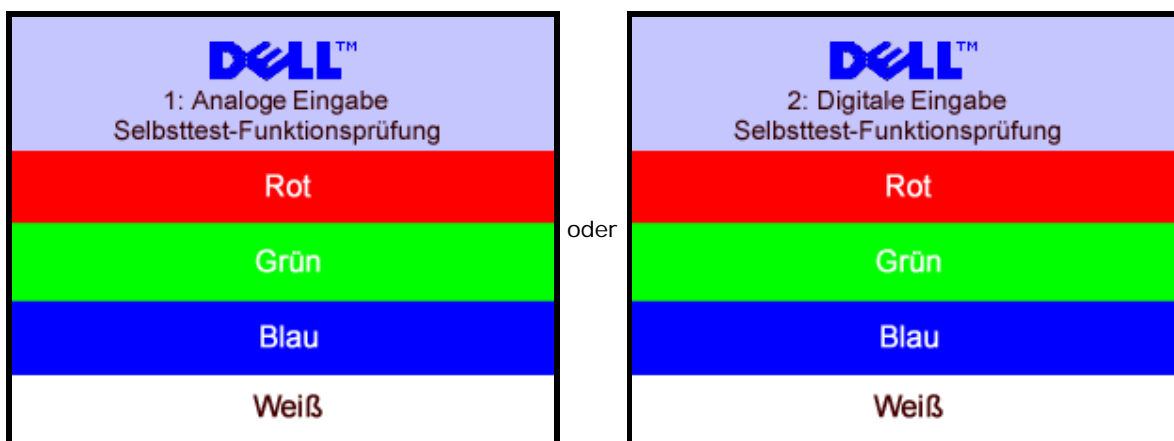 DELL™
1: Analoge Eingabe
Selbsttest-Funktionsprüfung
Rot
Grün
Blau
Weiß
oder
DELL™
2: Digitale Eingabe
Selbsttest-Funktionsprüfung
Rot
Grün
Blau
Weiß